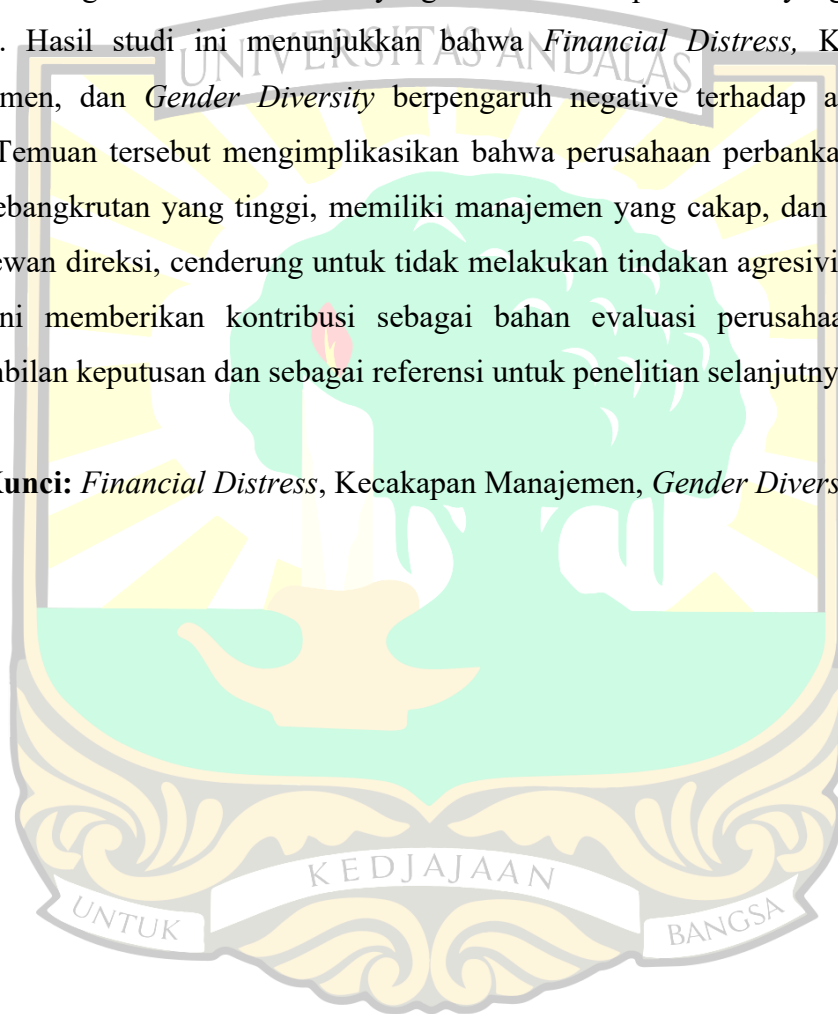 . Hasil studi ini menunjukkan bahwa Financial Distress, K
men, dan Gender Diversity berpengaruh negative terhadap a
Temuan tersebut mengimplikasikan bahwa perusahaan perbanka
ebangkrutan yang tinggi, memiliki manajemen yang cakap, dan
ewan direksi, cenderung untuk tidak melakukan tindakan agresivi
ni memberikan kontribusi sebagai bahan evaluasi perusahaa
bilan keputusan dan sebagai referensi untuk penelitian selanjutny
Kunci: Financial Distress, Kecakapan Manajemen, Gender Divers
UNIVERSITAS ANDALAS
KEDJAJAAN
UNTUK
BANGSA